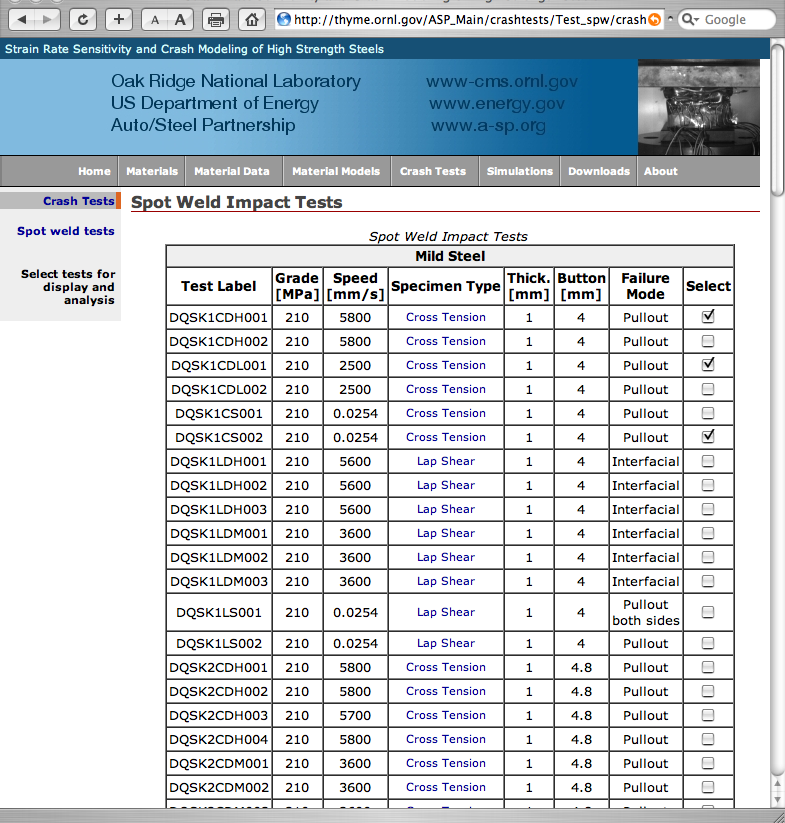 A A
http://thyme.ornl.gov/ASP_Main/crashtests/Test_spw/crash
Google
Strain Rate Sensitivity and Crash Modeling of High Strength Steels
Oak Ridge National Laboratory www-cms.ornl.gov
US Department of Energy www.energy.gov
Auto/Steel Partnership www.a-sp.org
Home Materials Material Data Material Models Crash Tests Simulations Downloads About
Crash Tests
Spot weld tests
Select tests for
display and
analysis
Spot Weld Impact Tests
Spot Weld Impact Tests
Mild Steel
Test Label Grade [MPa] Speed [mm/s] Specimen Type Thick. [mm] Button [mm] Failure Mode Select
DQSK1CDH001 210 5800 Cross Tension 1 4 Pullout
DQSK1CDH002 210 5800 Cross Tension 1 4 Pullout
DQSK1CDL001 210 2500 Cross Tension 1 4 Pullout
DQSK1CDL002 210 2500 Cross Tension 1 4 Pullout
DQSK1CS001 210 0.0254 Cross Tension 1 4 Pullout
DQSK1CS002 210 0.0254 Cross Tension 1 4 Pullout
DQSK1LDH001 210 5600 Lap Shear 1 4 Interfacial
DQSK1LDH002 210 5600 Lap Shear 1 4 Interfacial
DQSK1LDH003 210 5600 Lap Shear 1 4 Interfacial
DQSK1LDM001 210 3600 Lap Shear 1 4 Interfacial
DQSK1LDM002 210 3600 Lap Shear 1 4 Interfacial
DQSK1LDM003 210 3600 Lap Shear 1 4 Interfacial
DQSK1LS001 210 0.0254 Lap Shear 1 4 Pullout both sides
DQSK1LS002 210 0.0254 Lap Shear 1 4 Pullout
DQSK2CDH001 210 5800 Cross Tension 1 4.8 Pullout
DQSK2CDH002 210 5800 Cross Tension 1 4.8 Pullout
DQSK2CDH003 210 5700 Cross Tension 1 4.8 Pullout
DQSK2CDH004 210 5800 Cross Tension 1 4.8 Pullout
DQSK2CDM001 210 3600 Cross Tension 1 4.8 Pullout
DQSK2CDM002 210 3600 Cross Tension 1 4.8 Pullout